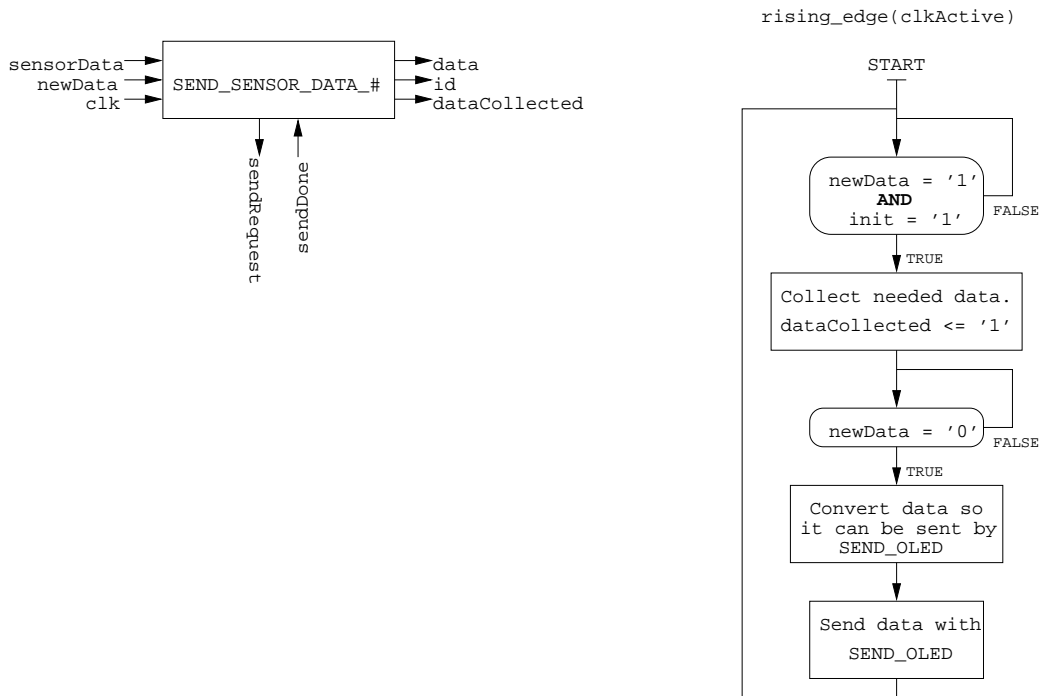 sensorData
newData
clk
SEND_SENSOR_DATA_#
data
id
dataCollected
sendRequest
sendDone
rising_edge(clkActive)
START
newData = '1'
AND
init = '1'
FALSE
TRUE
Collect needed data.
dataCollected <= '1'
newData = '0'
FALSE
TRUE
Convert data so
it can be sent by
SEND_OLED
Send data with
SEND_OLED